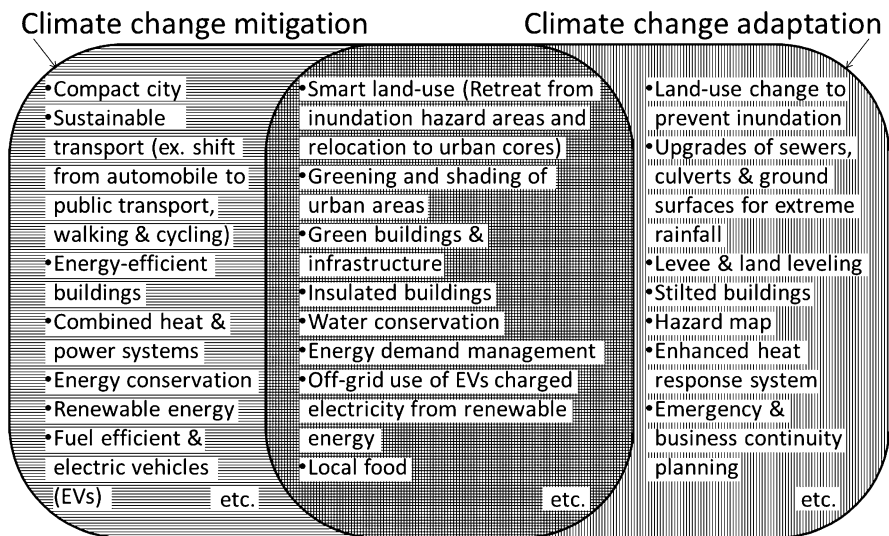 Climate change mitigation
Climate change adaptation
•Compact city
•Sustainable
transport (ex. shift
from automobile to
public transport,
walking & cycling)
•Energy-efficient
buildings
•Combined heat &
power systems
•Energy conservation
•Renewable energy
•Fuel efficient &
electric vehicles
(EVs)
etc.
•Smart land-use (Retreat from
inundation hazard areas and
relocation to urban cores)
•Greening and shading of
urban areas
•Green buildings &
infrastructure
•Insulated buildings
•Water conservation
•Energy demand management
•Off-grid use of EVs charged
electricity from renewable
energy
•Local food
etc.
•Land-use change to
prevent inundation
•Upgrades of sewers,
culverts & ground
surfaces for extreme
rainfall
•Levee & land leveling
•Stilted buildings
•Hazard map
•Enhanced heat
response system
•Emergency &
business continuity
planning
etc.